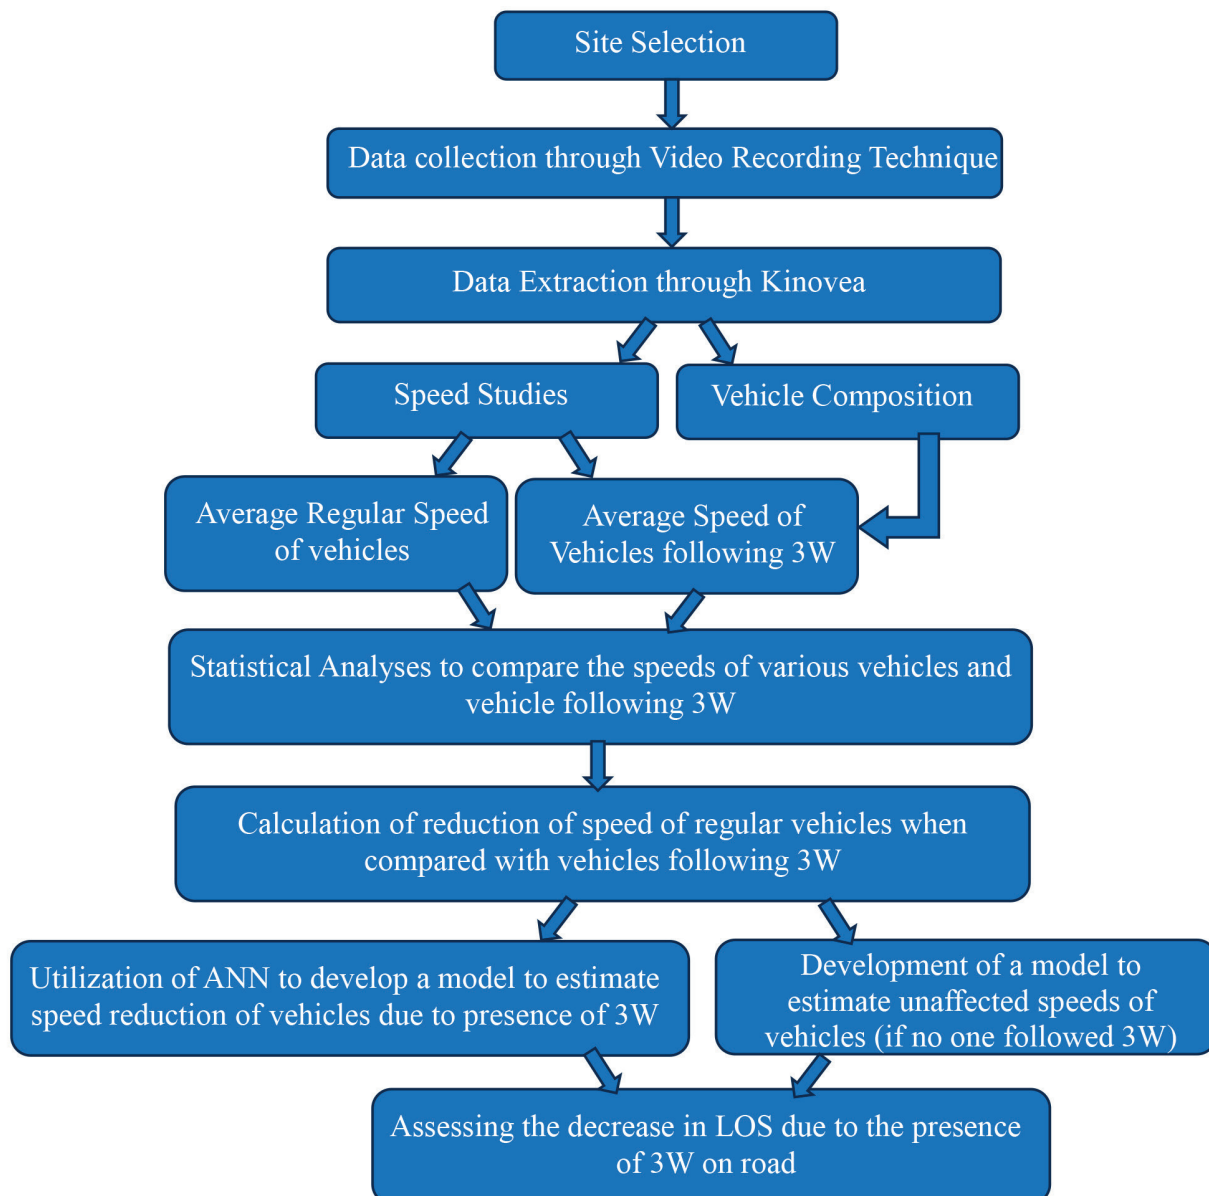 Site Selection
Data collection through Video Recording Technique
Data Extraction through Kinovea
Speed Studies
Vehicle Composition
Average Regular Speed
of vehicles
Average Speed of
Vehicles following 3W
Statistical Analyses to compare the speeds of various vehicles and
vehicle following 3W
Calculation of reduction of speed of regular vehicles when
compared with vehicles following 3W
Utilization of ANN to develop a model to estimate
speed reduction of vehicles due to presence of 3W
Development of a model to
estimate unaffected speeds of
vehicles (if no one followed 3W)
Assessing the decrease in LOS due to the presence
of 3W on road